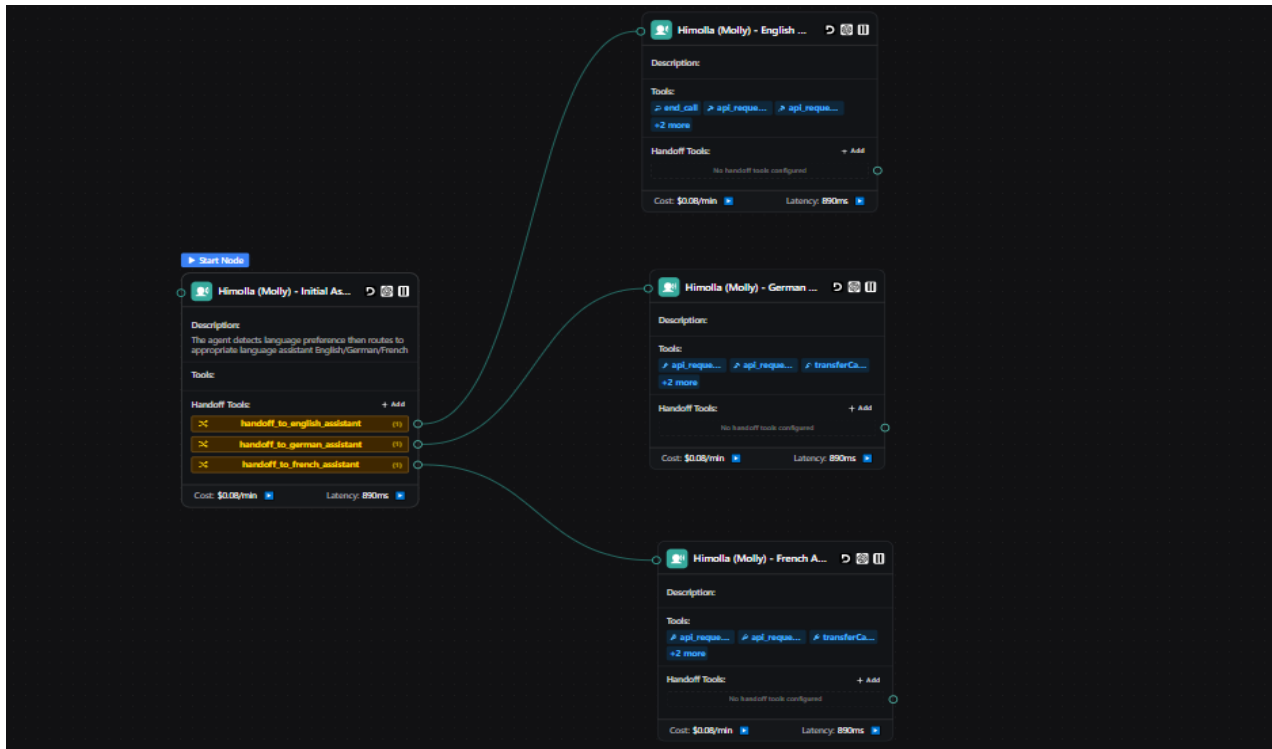 Himolla (Molly) - English ...
Description:
Tools:
end_call api_reque... api_reque...
+2 more
Handoff Tools: + Add
No handoff tools configured
Cost: $0.08/min Latency: 890ms
Start Node
Himolla (Molly) - Initial As...
Description:
The agent detects language preference then routes to
appropriate language assistant English/German/French
Tools:
Handoff Tools: + Add
handoff_to_english_assistant (1)
handoff_to_german_assistant (1)
handoff_to_french_assistant (1)
Cost: $0.08/min Latency: 890ms
Himolla (Molly) - German ...
Description:
Tools:
api_reque... api_reque... transferCa...
+2 more
Handoff Tools: + Add
No handoff tools configured
Cost: $0.08/min Latency: 890ms
Himolla (Molly) - French A...
Description:
Tools:
api_reque... api_reque... transferCa...
+2 more
Handoff Tools: + Add
No handoff tools configured
Cost: $0.08/min Latency: 890ms